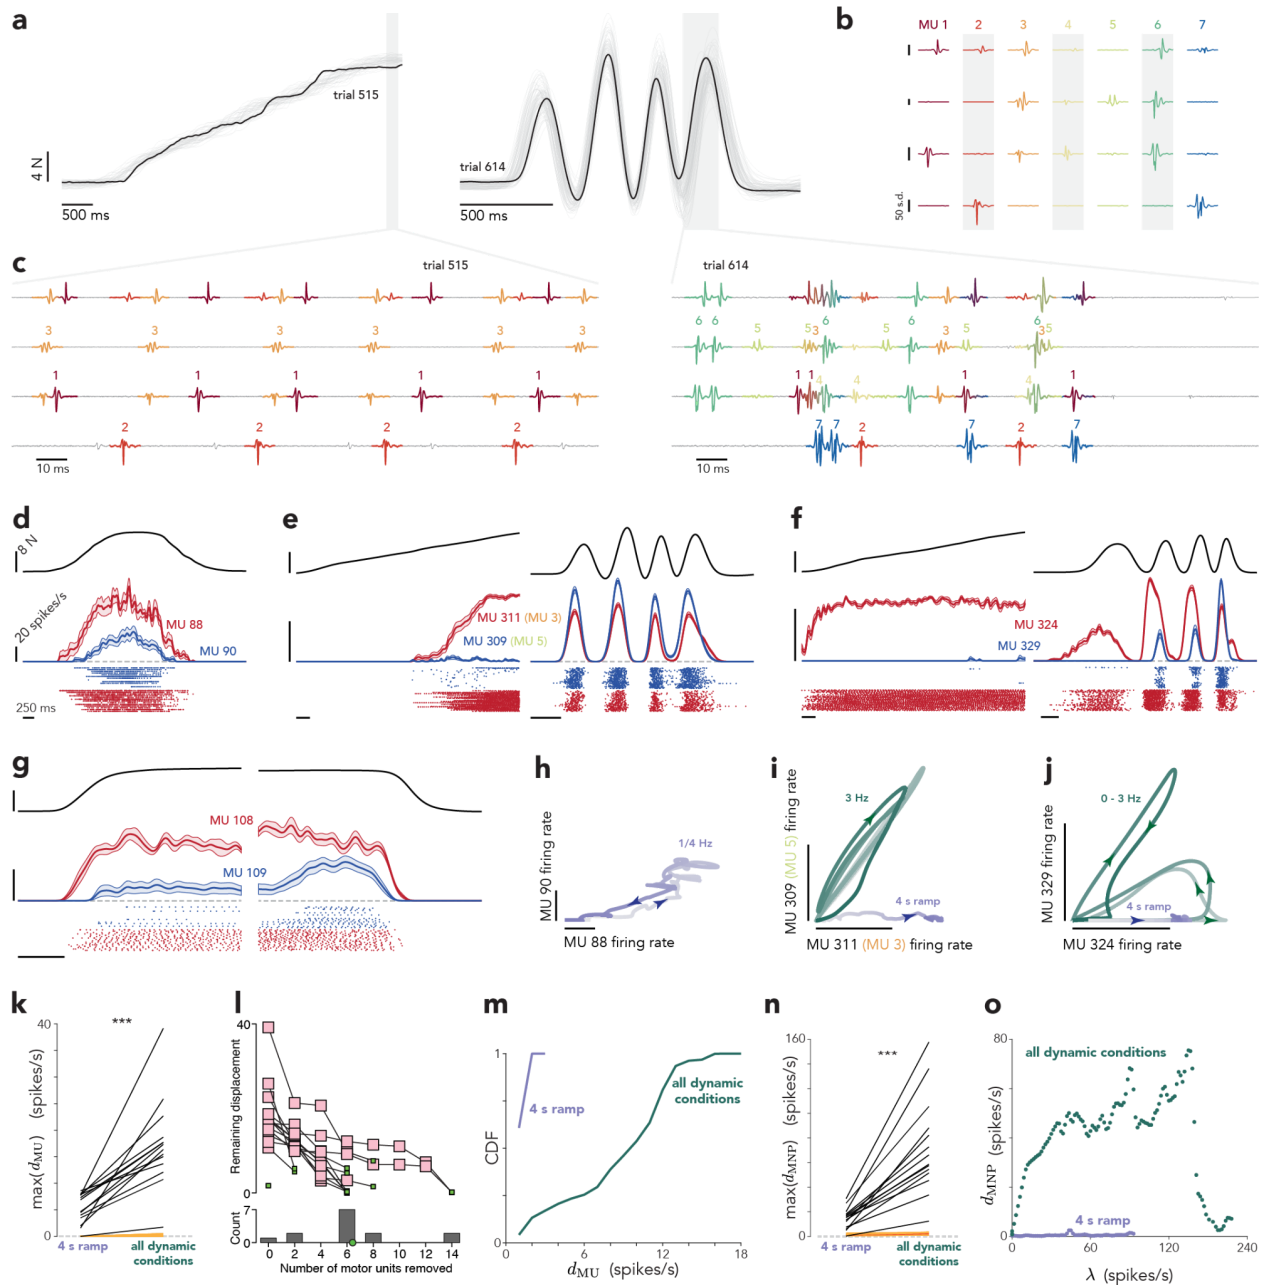 a
trial 515
4 N
500 ms
trial 614
500 ms
b
MU 1 2 3 4 5 6 7
50 s.d.
c
trial 515
3 3 3 3 3 3
1 1 1 1 1
2 2 2 2
10 ms
trial 614
6 6 5 5 3 6 5 6 3 5 6 3 5
1 1 4 4 1 4 1
7 7 2 7 2 7
10 ms
d
8 N
20 spikes/s
MU 88
MU 90
250 ms
e
MU 311 (MU 3)
MU 309 (MU 5)
f
MU 324
MU 329
g
MU 108
MU 109
h
1/4 Hz
MU 90 firing rate
MU 88 firing rate
i
3 Hz
4 s ramp
MU 309 (MU 5) firing rate
MU 311 (MU 3) firing rate
j
0 - 3 Hz
4 s ramp
MU 329 firing rate
MU 324 firing rate
k
***
40
0
max(d_MU) (spikes/s)
4 s ramp
all dynamic
conditions
l
40
0
Remaining displacement
7
0
Count
0 2 4 6 8 10 12 14
Number of motor units removed
m
1
0
CDF
4 s ramp
all dynamic
conditions
0 6 12 18
d_MU (spikes/s)
n
***
160
0
max(d_MNP) (spikes/s)
4 s ramp
all dynamic
conditions
o
80
0
all dynamic conditions
d_MNP (spikes/s)
4 s ramp
0 60 120 240
λ (spikes/s)